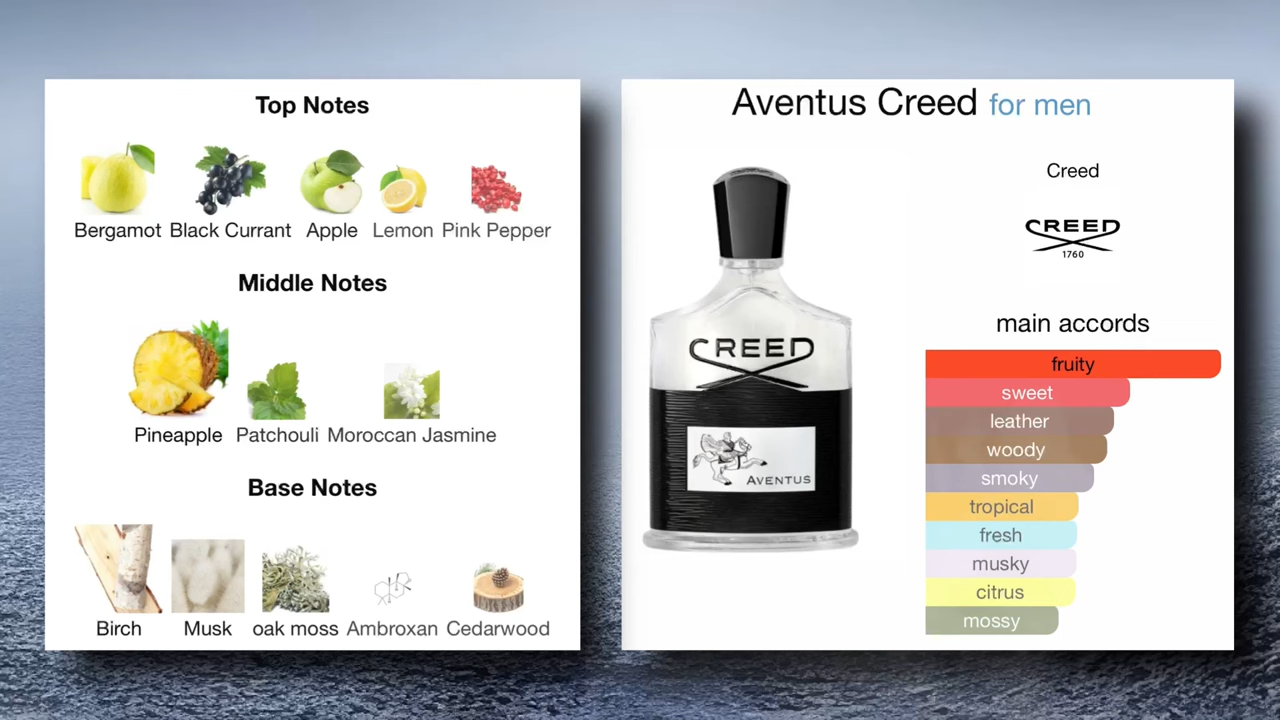 Top Notes
Bergamot Black Currant Apple Lemon Pink Pepper
Middle Notes
Pineapple Patchouli Moroccan Jasmine
Base Notes
Birch Musk oak moss Ambroxan Cedarwood
Aventus Creed for men
CREED
AVENTUS
Creed
CREED
1760
main accords
fruity
sweet
leather
woody
smoky
tropical
fresh
musky
citrus
mossy